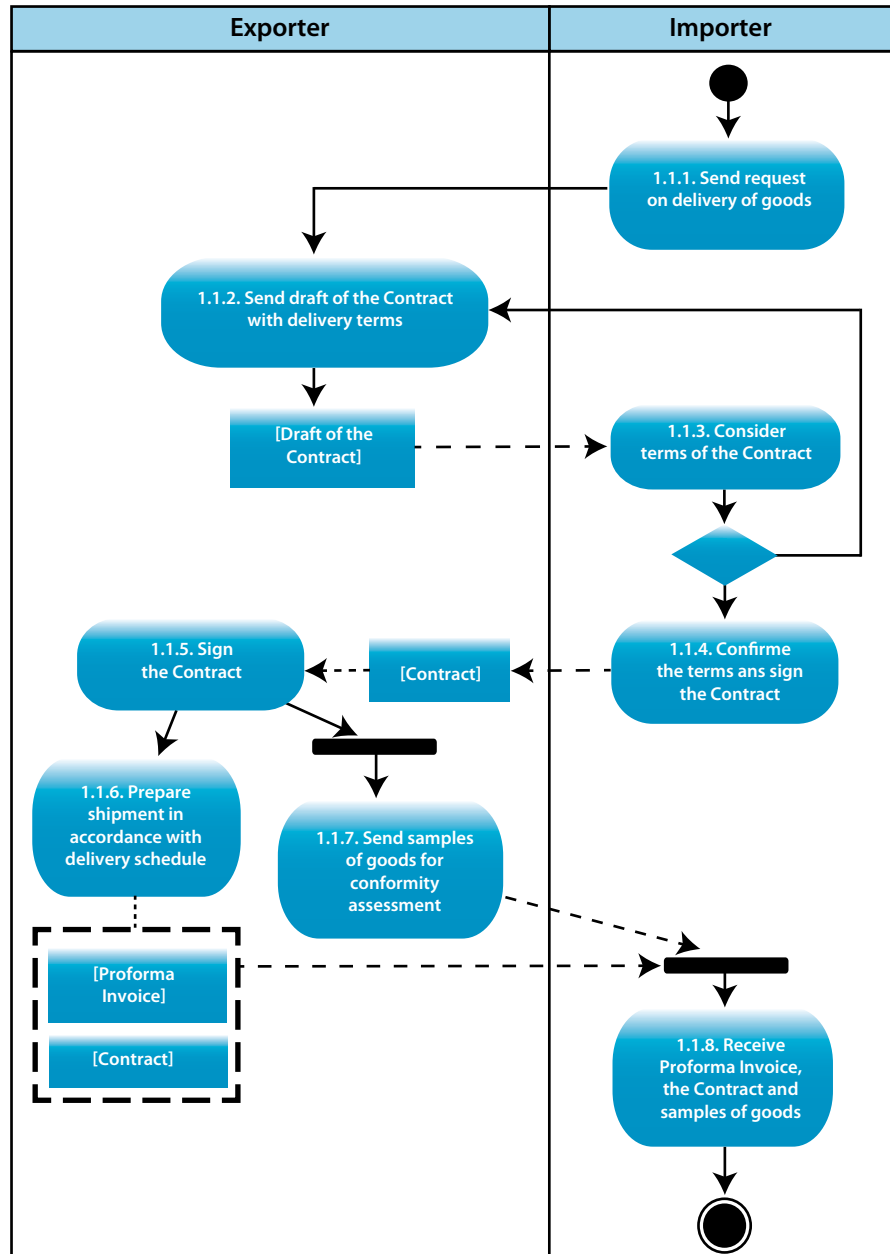 Exporter
Importer
1.1.1. Send request
on delivery of goods
1.1.2. Send draft of the Contract
with delivery terms
[Draft of the
Contract]
1.1.3. Consider
terms of the Contract
1.1.4. Confirme
the terms ans sign
the Contract
[Contract]
1.1.5. Sign
the Contract
1.1.6. Prepare
shipment in
accordance with
delivery schedule
1.1.7. Send samples
of goods for
conformity
assessment
[Proforma
Invoice]
[Contract]
1.1.8. Receive
Proforma Invoice,
the Contract and
samples of goods